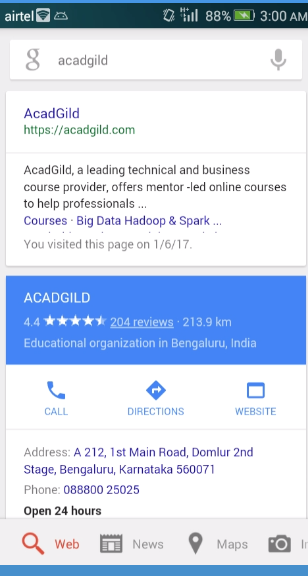 airtel 88% 3:00 AM
g acadgild
AcadGild
https://acadgild.com
AcadGild, a leading technical and business
course provider, offers mentor -led online courses
to help professionals ...
Courses · Big Data Hadoop & Spark ...
You visited this page on 1/6/17.
ACADGILD
4.4 204 reviews · 213.9 km
Educational organization in Bengaluru, India
CALL DIRECTIONS WEBSITE
Address: A 212, 1st Main Road, Domlur 2nd
Stage, Bengaluru, Karnataka 560071
Phone: 088800 25025
Open 24 hours
Web News Maps